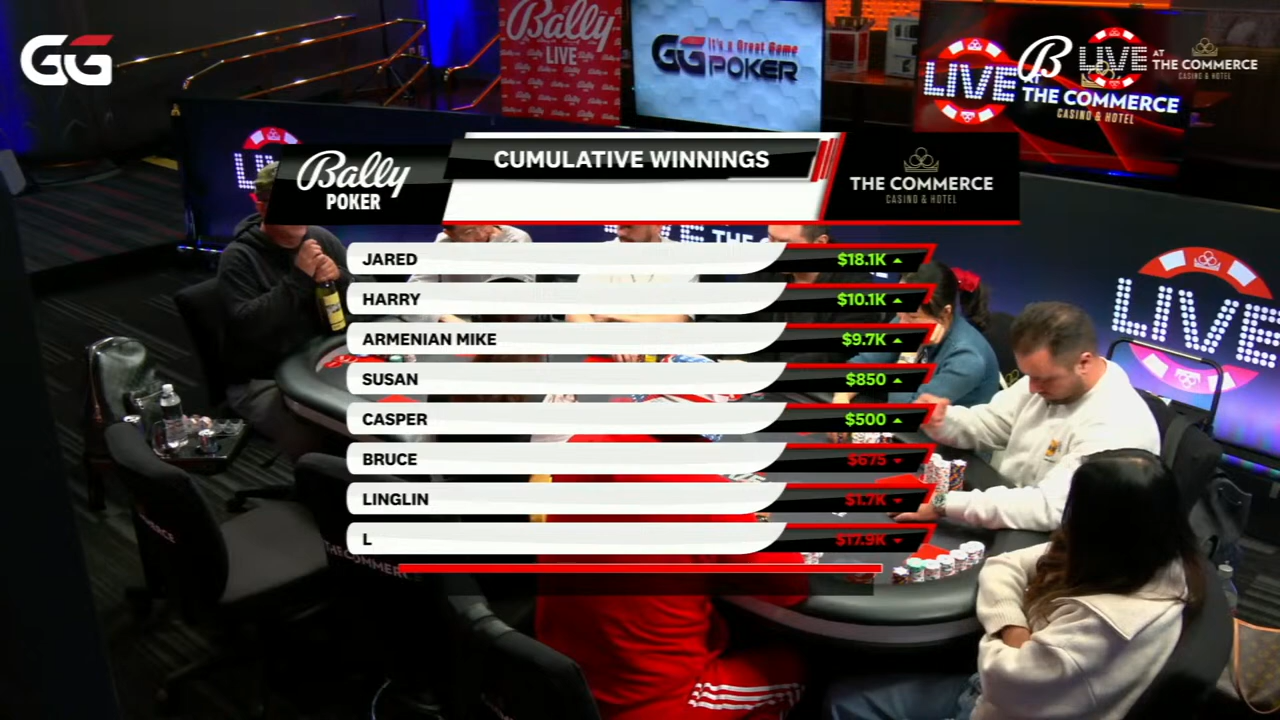 GG
Bally
LIVE
GG It's a Great Game
POKER
LIVE
THE COMMERCE
CASINO & HOTEL
B LIVE AT THE COMMERCE
CASINO & HOTEL
Bally
POKER
CUMULATIVE WINNINGS
THE COMMERCE
CASINO & HOTEL
JARED $18.1K
HARRY $10.1K
ARMENIAN MIKE $9.7K
SUSAN $850
CASPER $500
BRUCE $675
LINGLIN $1.7K
L $17.9K
LIVE
THE COMMERCE